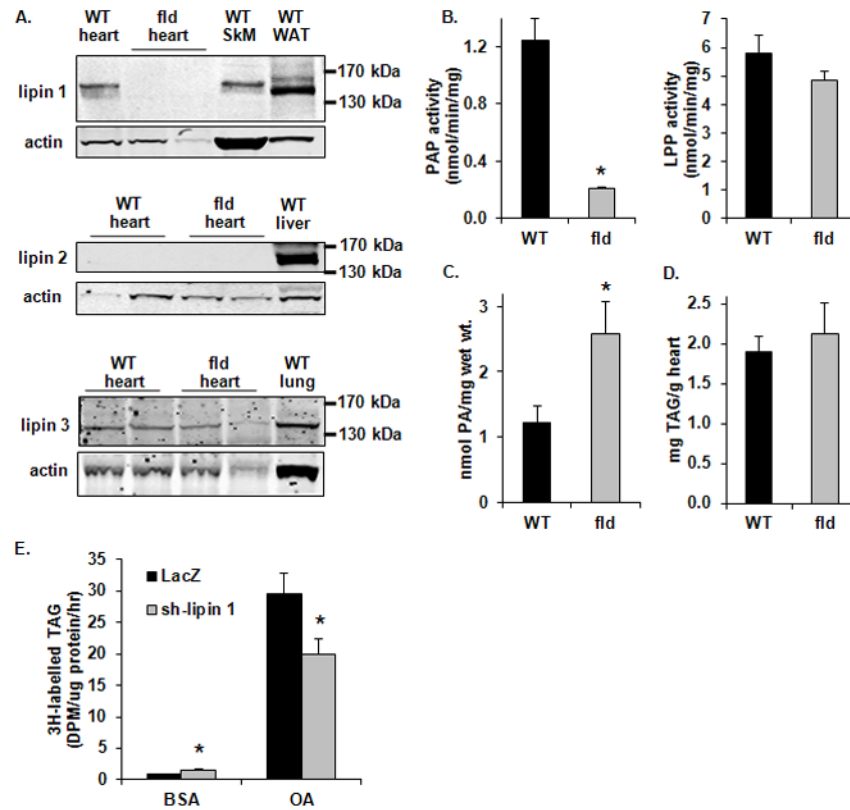 A.
WT heart fld heart WT SkM WT WAT
lipin 1
170 kDa
130 kDa
actin
WT heart fld heart WT liver
lipin 2
170 kDa
130 kDa
actin
WT heart fld heart WT lung
lipin 3
170 kDa
130 kDa
actin
B.
PAP activity
(nmol/min/mg)
1.2
0.8
0.4
0.0
*
WT fld
LPP activity
(nmol/min/mg)
7
6
5
4
3
2
1
0
WT fld
C.
nmol PA/mg wet wt.
3
2
1
0
*
WT fld
D.
mg TAG/g heart
2.5
2.0
1.5
1.0
0.5
0.0
WT fld
E.
3H-labelled TAG
(DPM/ug protein/hr)
35
30
25
20
15
10
5
0
LacZ
sh-lipin 1
*
*
BSA OA